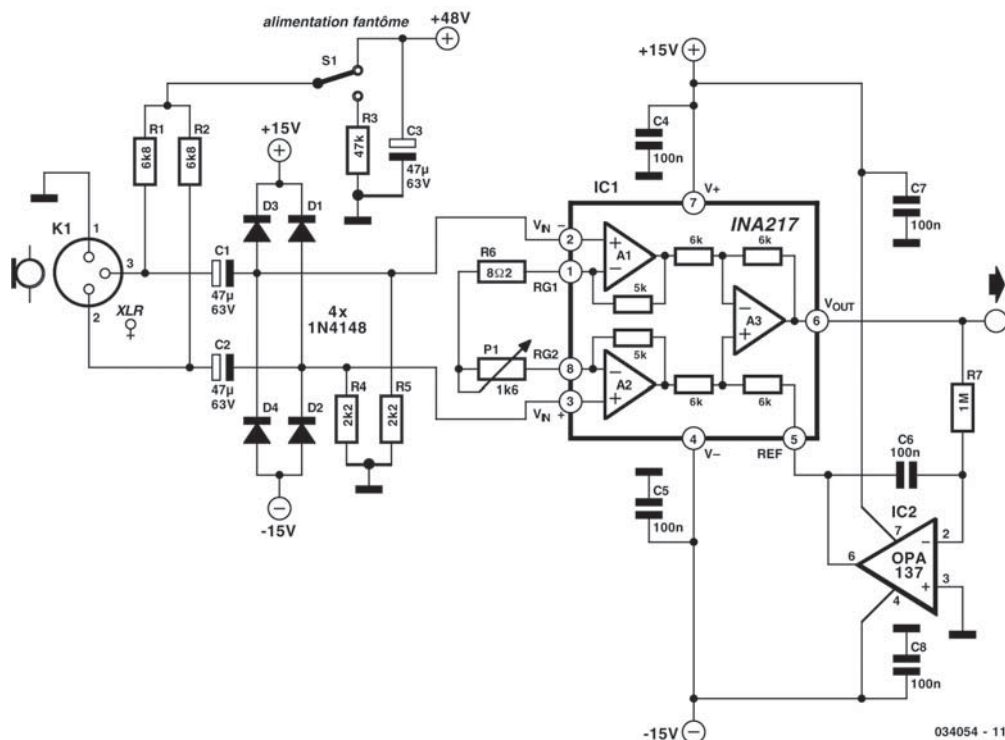 alimentation fantôme
+48V
S1
R1
6k8
R2
6k8
R3
47k
C3
47µ
63V
+15V
D3
D1
K1
1
3
2
XLR
C1
47µ
63V
4x
1N4148
C2
47µ
63V
D4
D2
R4
2k2
R5
2k2
-15V
+15V
C4
100n
C7
100n
IC1
7
V+
INA217
VIN -
2
A1
6k
6k
R6
8Ω2
1
RG1
5k
A3
VOUT
6
P1
1k6
RG2
8
5k
A2
6k
6k
3
VIN +
4
V-
5
REF
R7
1M
C6
100n
C5
100n
IC2
7
2
6
OPA
137
3
4
C8
100n
-15V
034054 - 11